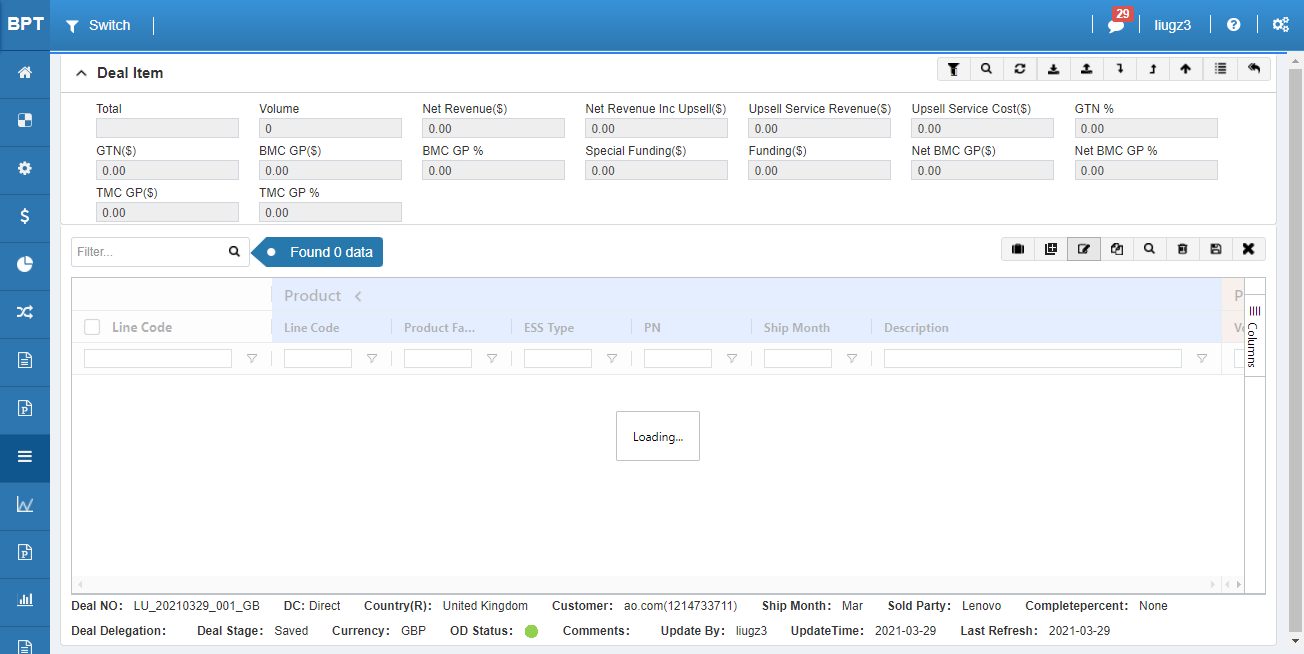 BPT Switch 29 liugz3
Deal Item
Total Volume Net Revenue($) Net Revenue Inc Upsell($) Upsell Service Revenue($) Upsell Service Cost($) GTN %
0 0.00 0.00 0.00 0.00 0.00
GTN($) BMC GP($) BMC GP % Special Funding($) Funding($) Net BMC GP($) Net BMC GP %
0.00 0.00 0.00 0.00 0.00 0.00 0.00
TMC GP($) TMC GP %
0.00 0.00
Filter... Found 0 data
Product P
Line Code Line Code Product Fa... ESS Type PN Ship Month Description Vo
Columns
Loading...
Deal NO: LU_20210329_001_GB DC: Direct Country(R): United Kingdom Customer: ao.com(1214733711) Ship Month: Mar Sold Party: Lenovo Completepercent: None
Deal Delegation: Deal Stage: Saved Currency: GBP OD Status: Comments: Update By: liugz3 UpdateTime: 2021-03-29 Last Refresh: 2021-03-29